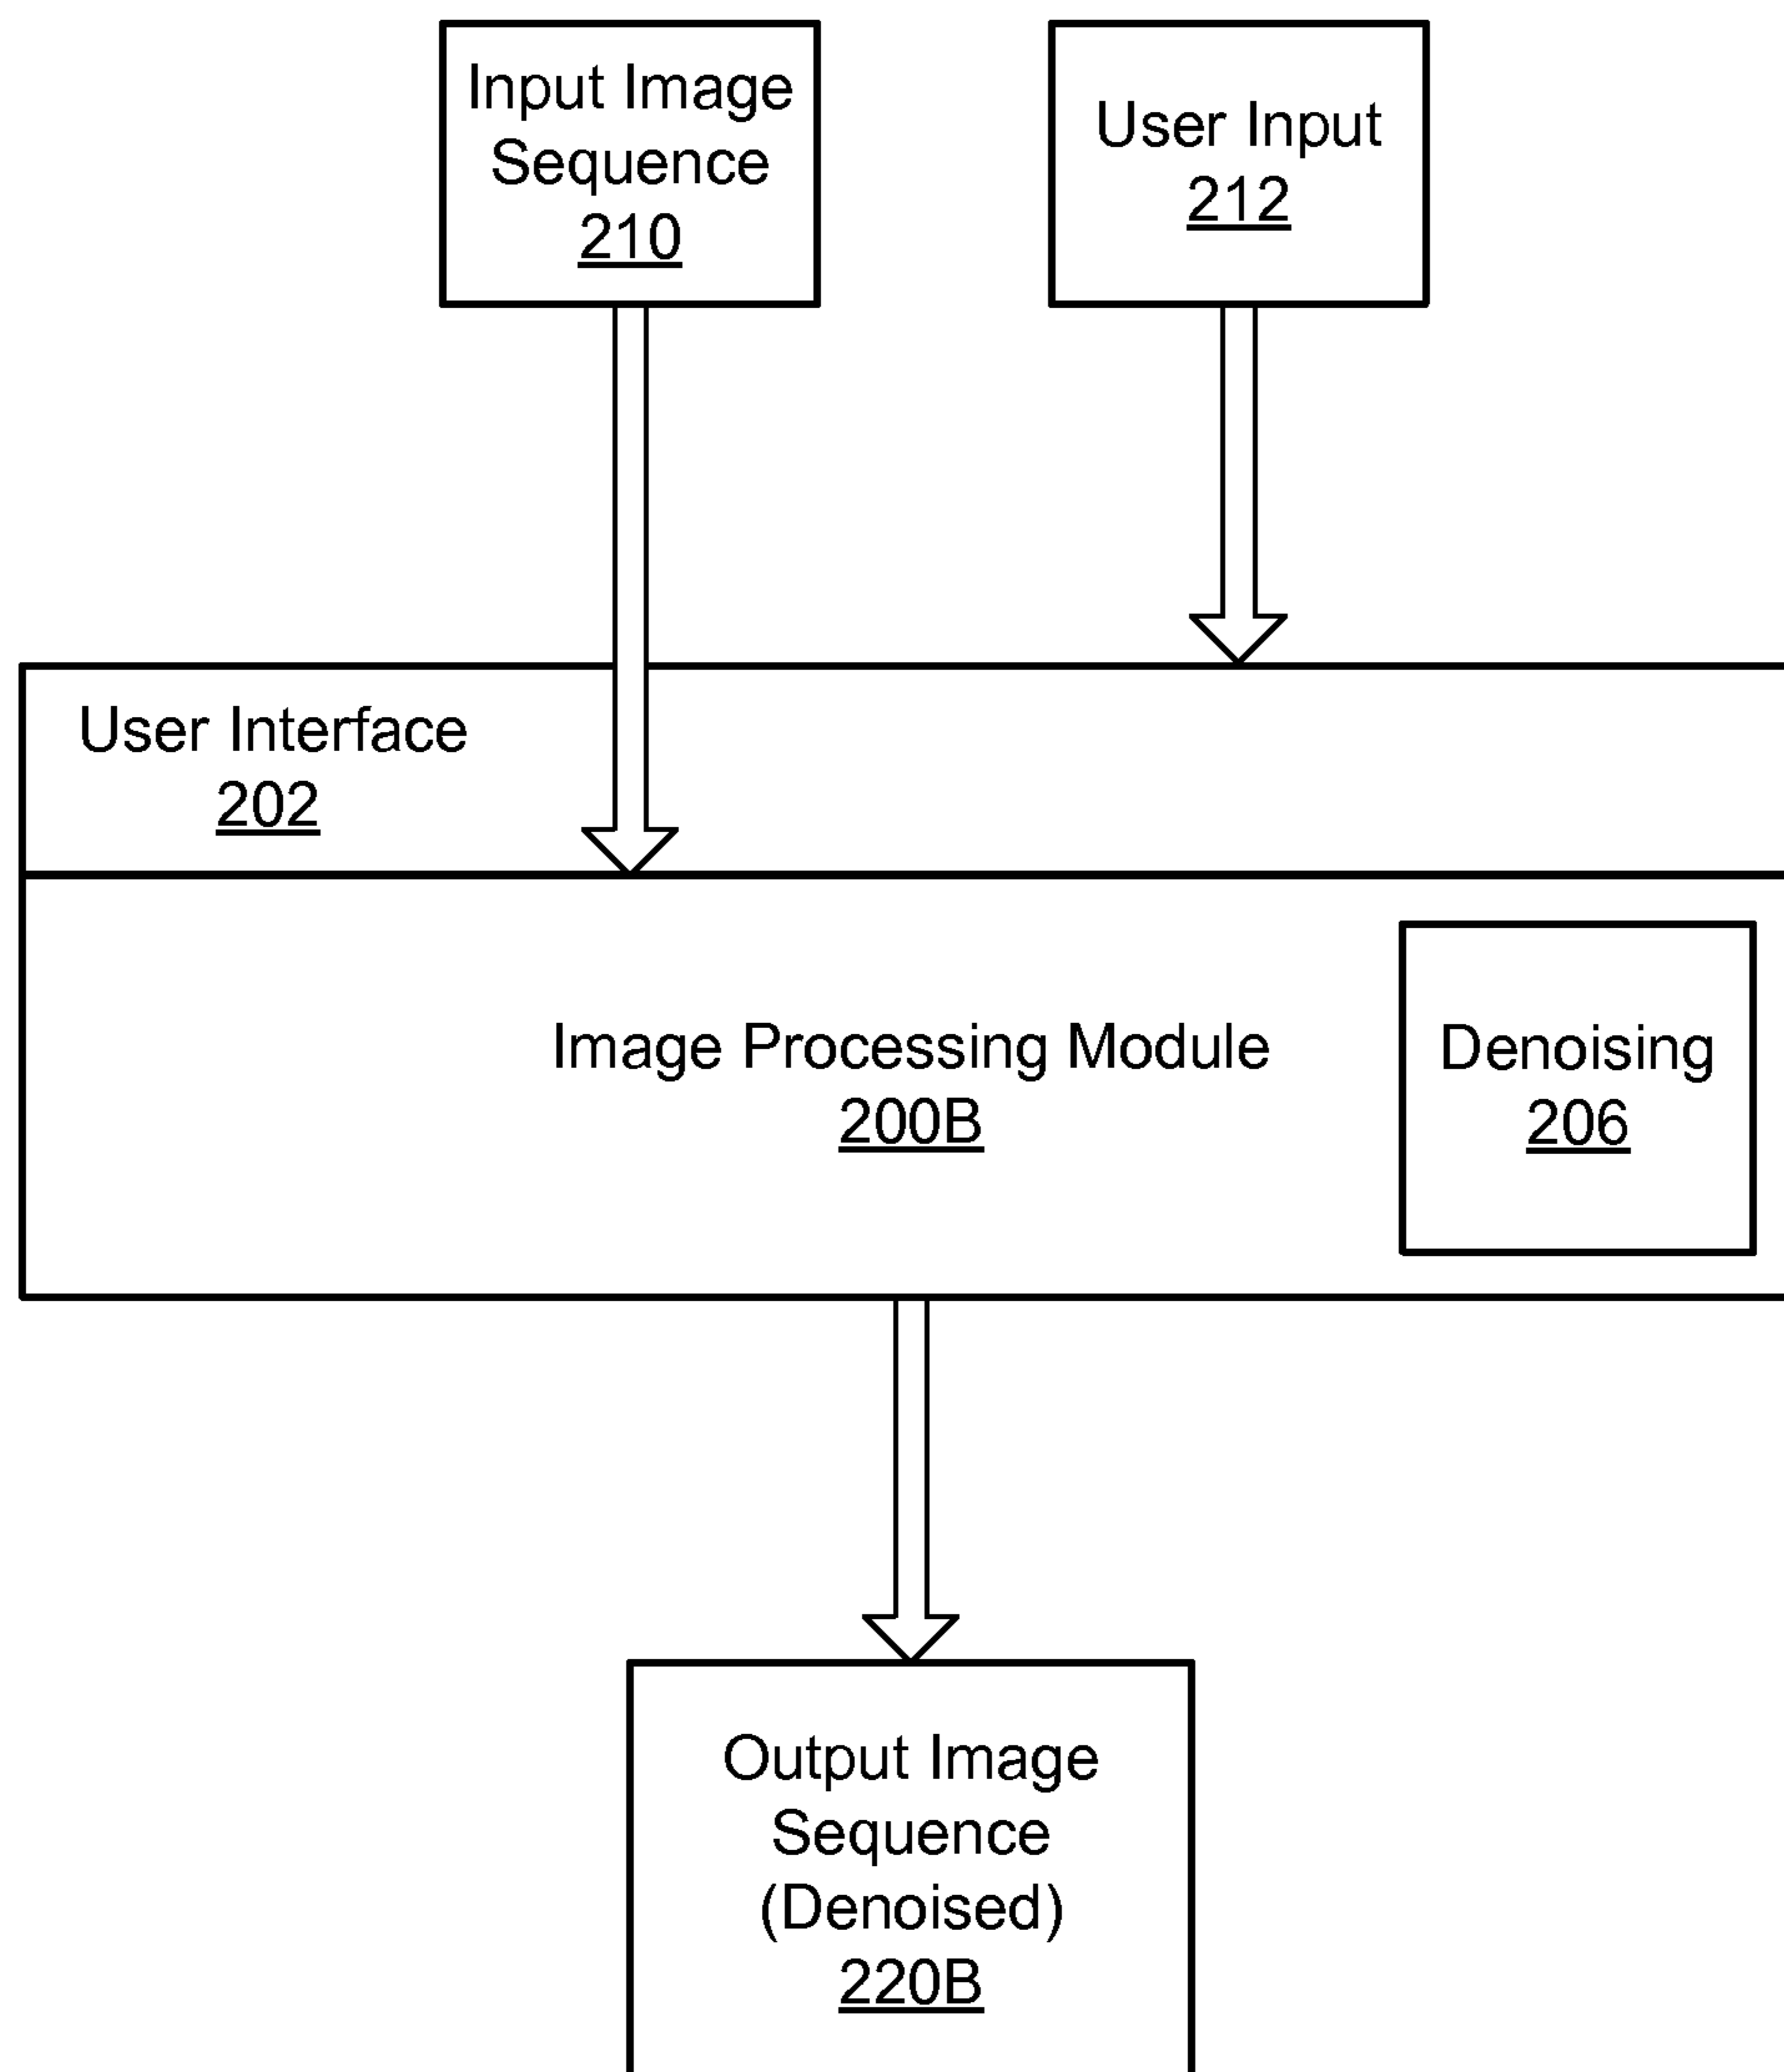 Input Image
Sequence
210
User Input
212
User Interface
202
Image Processing Module
200B
Denoising
206
Output Image
Sequence
(Denoised)
220B